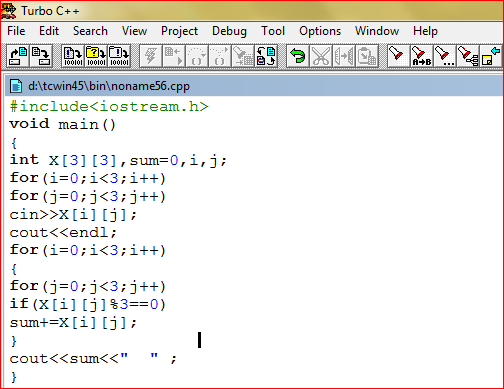 Turbo C++
File Edit Search View Project Debug Tool Options Window Help
d:\tcwin45\bin\noname56.cpp
#include<iostream.h>
void main()
{
int X[3][3],sum=0,i,j;
for(i=0;i<3;i++)
for(j=0;j<3;j++)
cin>>X[i][j];
cout<<endl;
for(i=0;i<3;i++)
{
for(j=0;j<3;j++)
if(X[i][j]%3==0)
sum+=X[i][j];
}
cout<<sum<<"  " ;
}